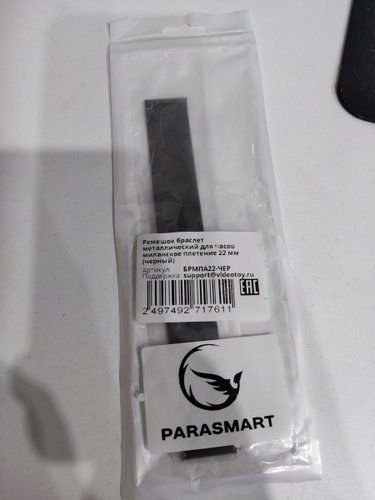 Ремешок браслет
металлический для часов
миланское плетение 22 мм
(черный)
Артикул: БРМПА22-ЧЕР
Поддержка: support@videotoy.ru
EAC
2 497492 717611
PARASMART